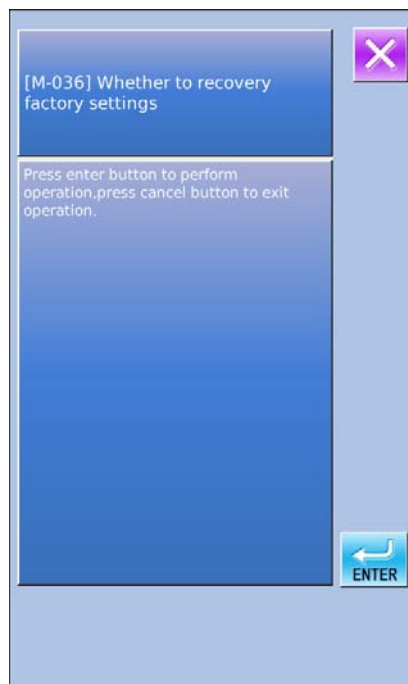 [M-036] Whether to recovery
factory settings
Press enter button to perform
operation,press cancel button to exit
operation.
ENTER